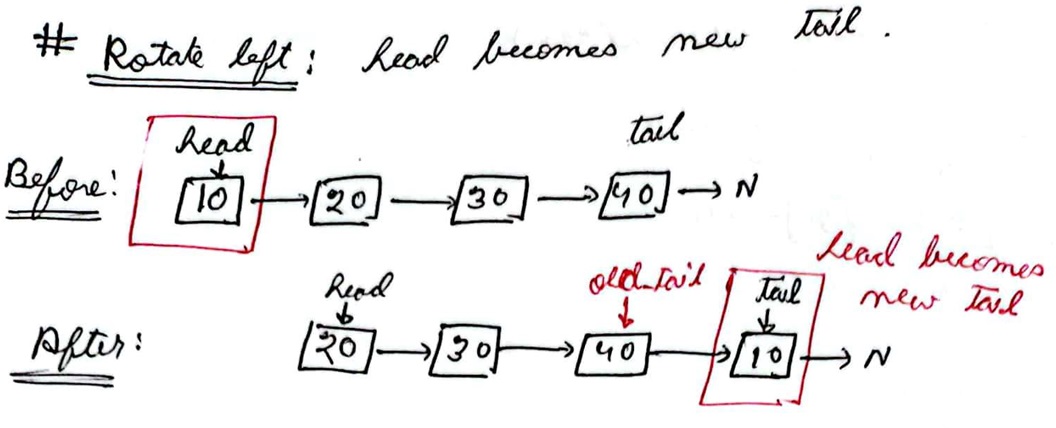 # Rotate left: head becomes new tail.
head
tail
Before: 10 → 20 → 30 → 40 → N
head becomes
new tail
head
old_tail
tail
After: 20 → 30 → 40 → 10 → N